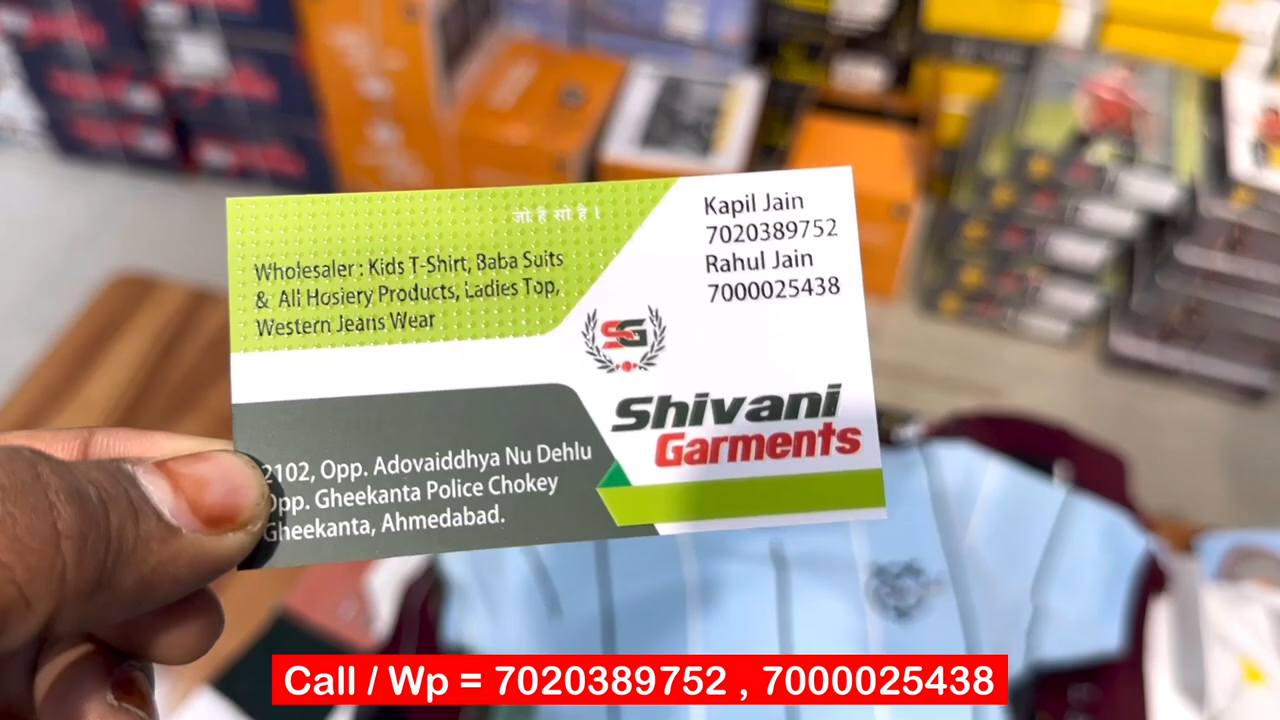 जो है सो है।
Wholesaler : Kids T-Shirt, Baba Suits
& All Hosiery Products, Ladies Top,
Western Jeans Wear
Kapil Jain
7020389752
Rahul Jain
7000025438
SG
Shivani
Garments
2102, Opp. Adovaiddhya Nu Dehlu
Opp. Gheekanta Police Chokey
Gheekanta, Ahmedabad.
Call / Wp = 7020389752 , 7000025438